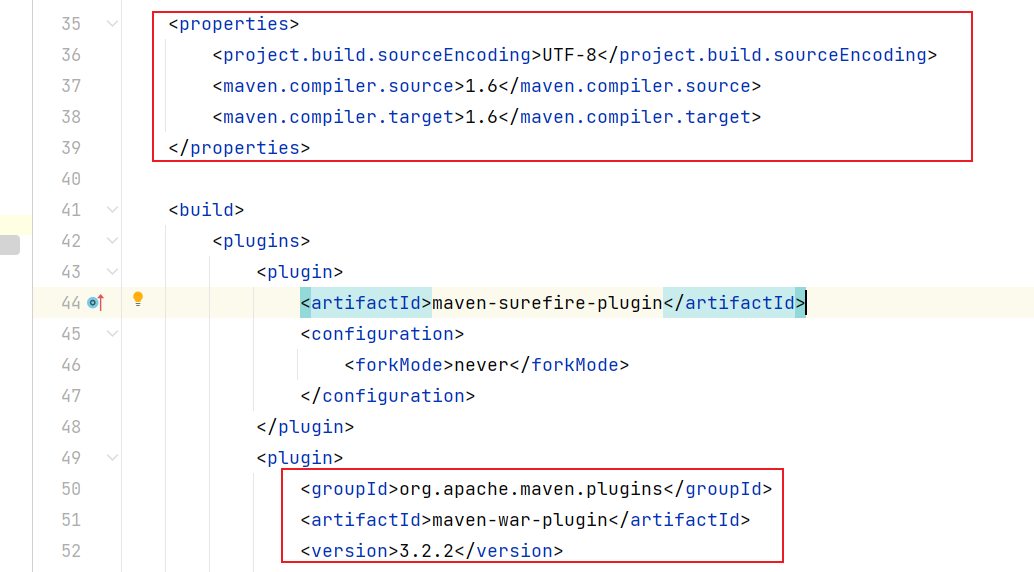 35 <properties>
36 <project.build.sourceEncoding>UTF-8</project.build.sourceEncoding>
37 <maven.compiler.source>1.6</maven.compiler.source>
38 <maven.compiler.target>1.6</maven.compiler.target>
39 </properties>
40
41 <build>
42 <plugins>
43 <plugin>
44 <artifactId>maven-surefire-plugin</artifactId>
45 <configuration>
46 <forkMode>never</forkMode>
47 </configuration>
48 </plugin>
49 <plugin>
50 <groupId>org.apache.maven.plugins</groupId>
51 <artifactId>maven-war-plugin</artifactId>
52 <version>3.2.2</version>